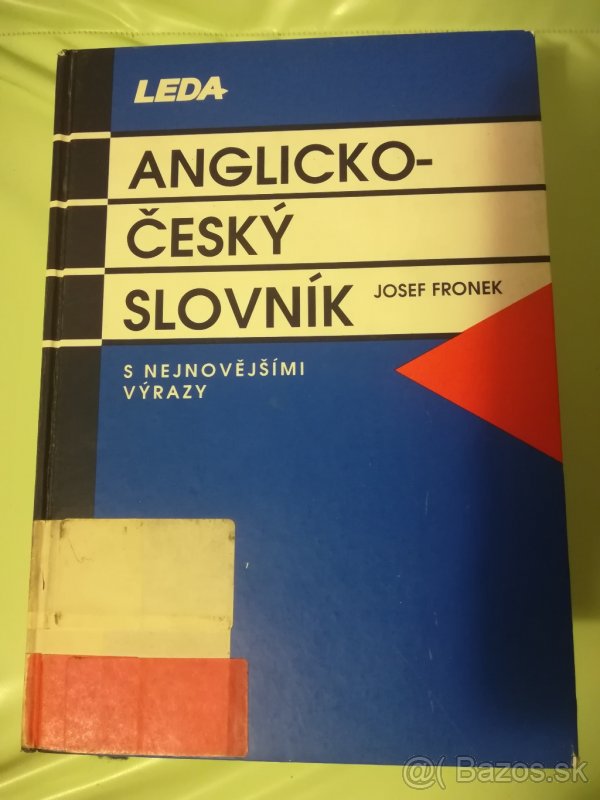 LEDA
ANGLICKO-
ČESKÝ
SLOVNÍK
JOSEF FRONEK
S NEJNOVĚJŠÍMI
VÝRAZY
@( Bazos.sk